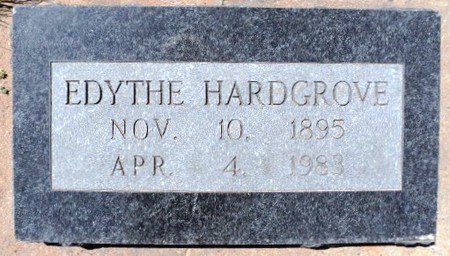 EDYTHE HARDGROVE
NOV. 10. 1895
APR. 4. 1983